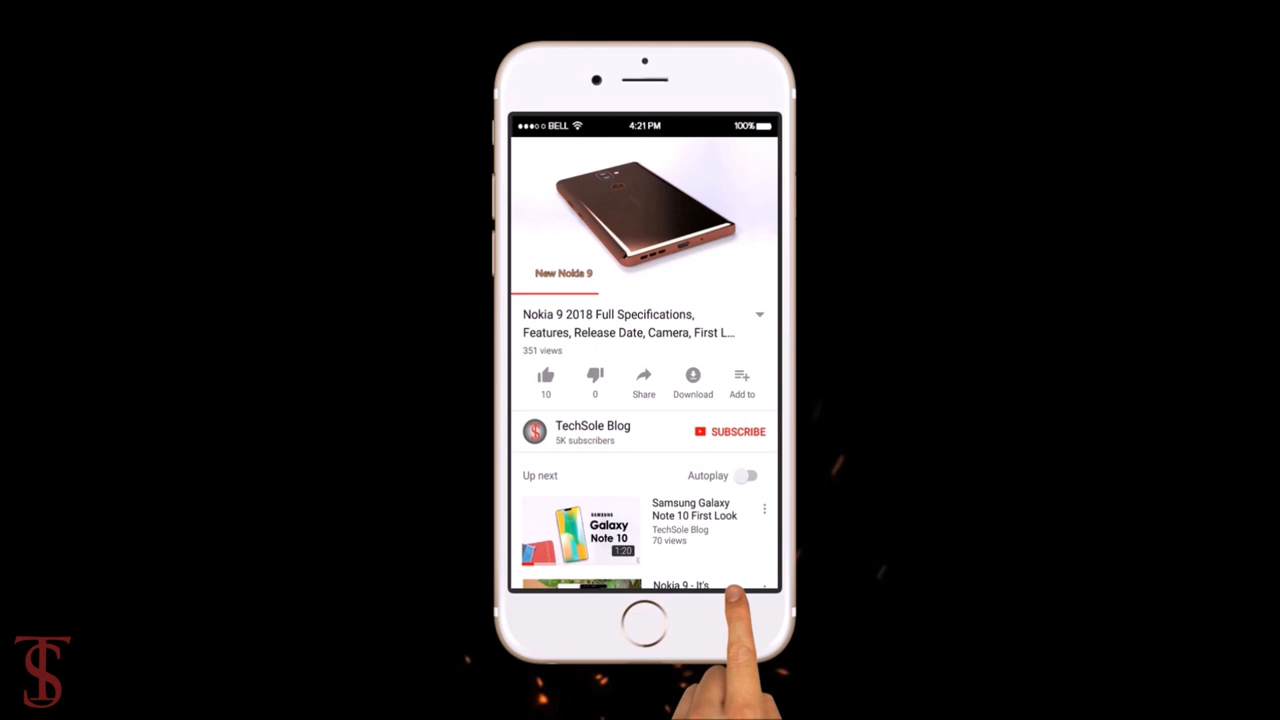 BELL
4:21 PM
100%
New Nokia 9
Nokia 9 2018 Full Specifications,
Features, Release Date, Camera, First L...
351 views
10
0
Share
Download
Add to
TechSole Blog
5K subscribers
SUBSCRIBE
Up next
Autoplay
SAMSUNG
Galaxy
Note 10
1:20
Samsung Galaxy
Note 10 First Look
TechSole Blog
70 views
Nokia 9 - It's
TS